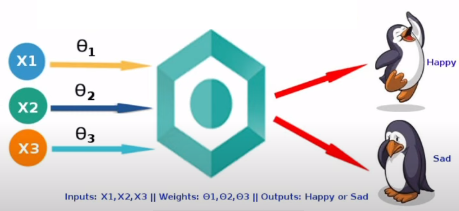 X1
θ1
X2
θ2
X3
θ3
Happy
Sad
Inputs: X1,X2,X3 || Weights: Θ1,Θ2,Θ3 || Outputs: Happy or Sad